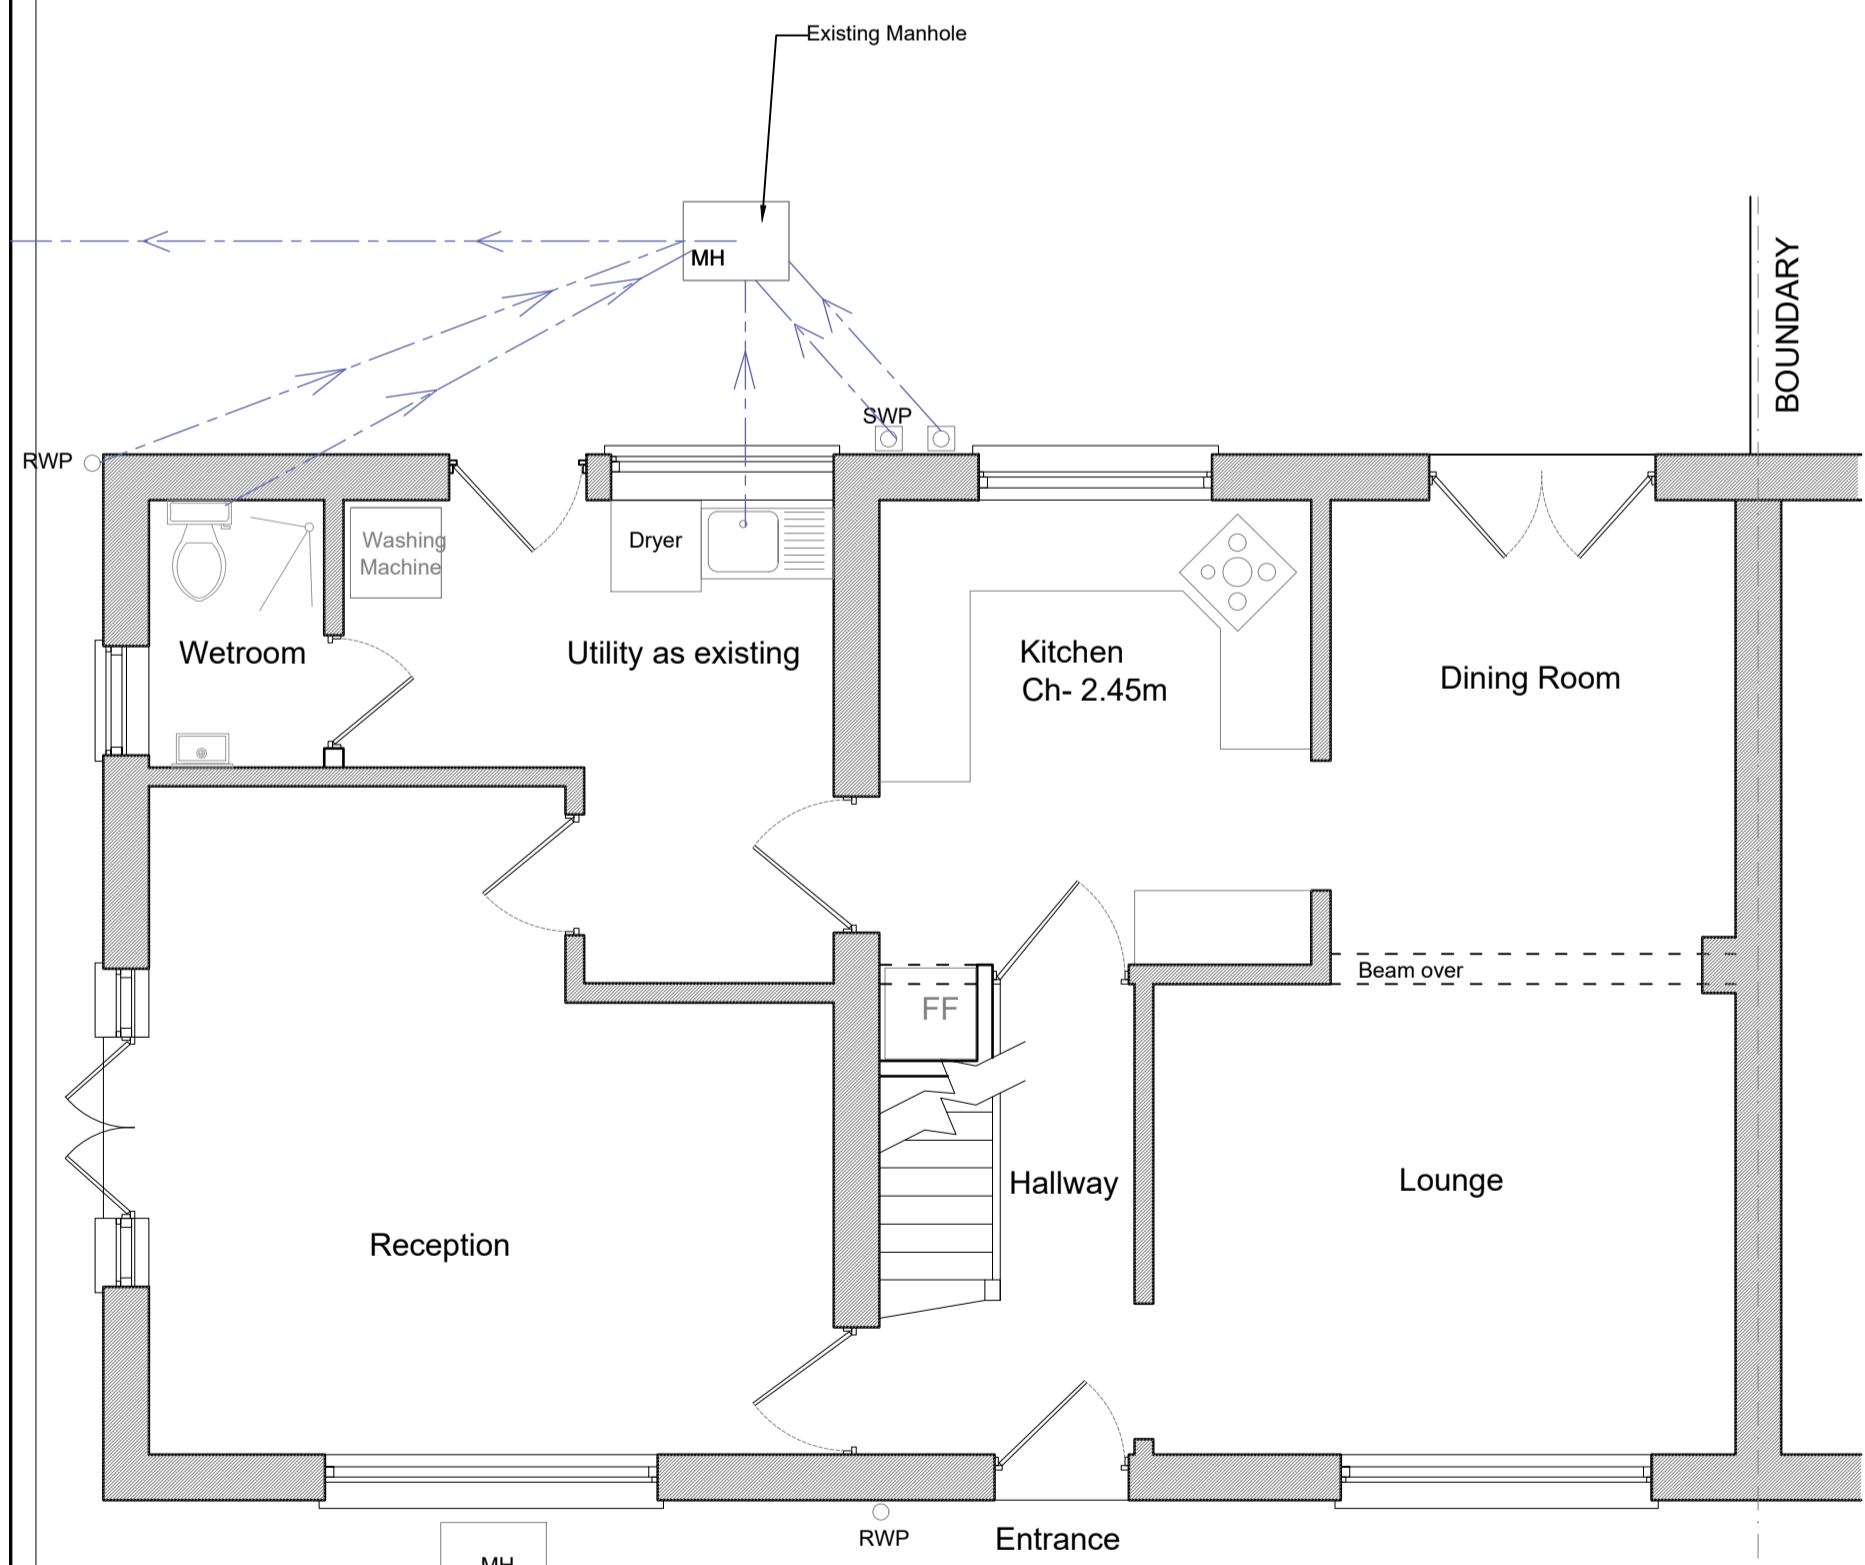 Existing Manhole
MH
BOUNDARY
SWP
RWP
Washing
Machine
Dryer
Wetroom
Utility as existing
Kitchen
Ch- 2.45m
Dining Room
Beam over
FF
Hallway
Lounge
Reception
RWP
Entrance
MH